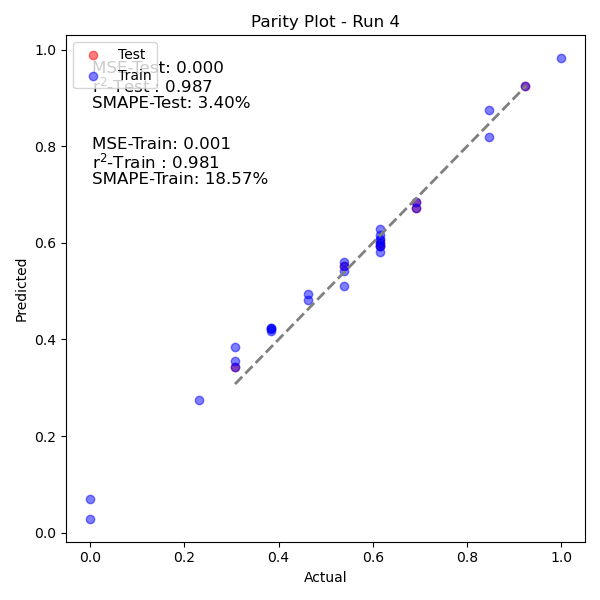 Parity Plot - Run 4
Test
Train
MSE-Test: 0.000
r²-Test : 0.987
SMAPE-Test: 3.40%
MSE-Train: 0.001
r²-Train : 0.981
SMAPE-Train: 18.57%
1.0
0.8
0.6
0.4
0.2
0.0
Predicted
0.0 0.2 0.4 0.6 0.8 1.0
Actual